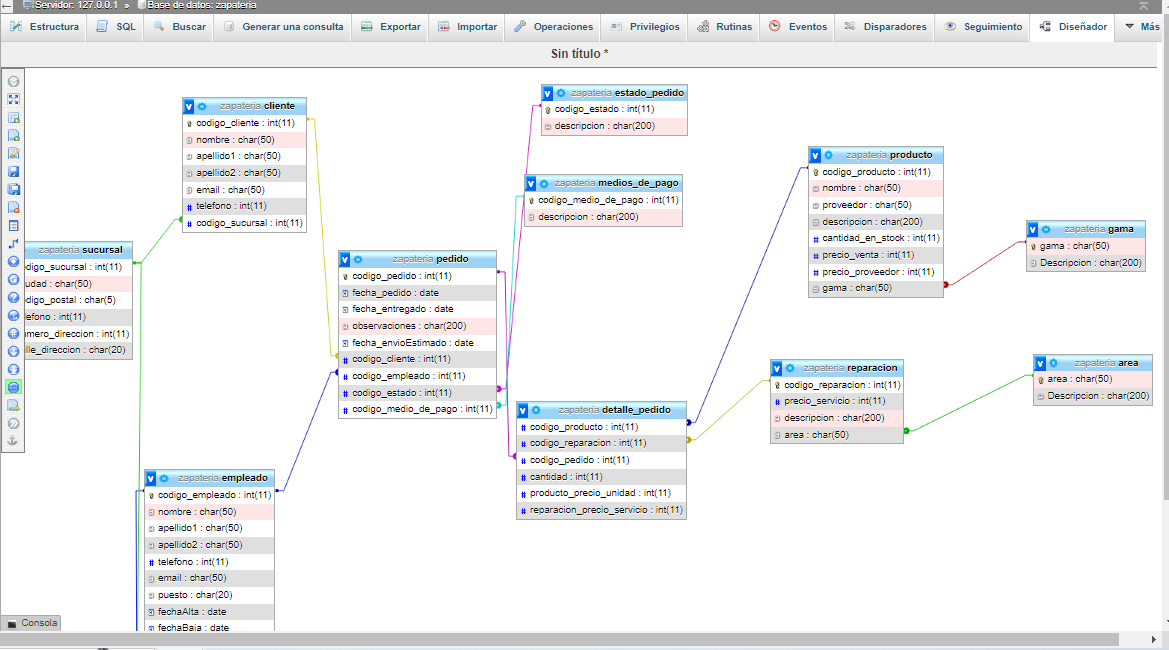 Servidor: 127.0.0.1 » Base de datos: zapateria
Estructura SQL Buscar Generar una consulta Exportar Importar Operaciones Privilegios Rutinas Eventos Disparadores Seguimiento Diseñador Más
Sin título *
zapateria estado_pedido
codigo_estado : int(11)
descripcion : char(200)
zapateria cliente
codigo_cliente : int(11)
nombre : char(50)
apellido1 : char(50)
apellido2 : char(50)
email : char(50)
telefono : int(11)
codigo_sucursal : int(11)
zapateria medios_de_pago
codigo_medio_de_pago : int(11)
descripcion : char(200)
zapateria producto
codigo_producto : int(11)
nombre : char(50)
proveedor : char(50)
descripcion : char(200)
cantidad_en_stock : int(11)
precio_venta : int(11)
precio_proveedor : int(11)
gama : char(50)
zapateria gama
gama : char(50)
Descripcion : char(200)
zapateria sucursal
digo_sucursal : int(11)
udad : char(50)
digo_postal : char(5)
efono : int(11)
mero_direccion : int(11)
lle_direccion : char(20)
zapateria pedido
codigo_pedido : int(11)
fecha_pedido : date
fecha_entregado : date
observaciones : char(200)
fecha_envioEstimado : date
codigo_cliente : int(11)
codigo_empleado : int(11)
codigo_estado : int(11)
codigo_medio_de_pago : int(11)
zapateria reparacion
codigo_reparacion : int(11)
precio_servicio : int(11)
descripcion : char(200)
area : char(50)
zapateria area
area : char(50)
Descripcion : char(200)
zapateria detalle_pedido
codigo_producto : int(11)
codigo_reparacion : int(11)
codigo_pedido : int(11)
cantidad : int(11)
producto_precio_unidad : int(11)
reparacion_precio_servicio : int(11)
zapateria empleado
codigo_empleado : int(11)
nombre : char(50)
apellido1 : char(50)
apellido2 : char(50)
telefono : int(11)
email : char(50)
puesto : char(20)
fechaAlta : date
fechaBaja : date
Consola